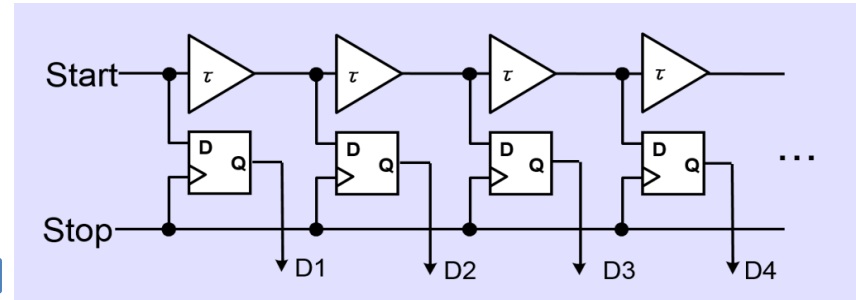 Start τ τ τ τ
D Q D Q D Q D Q ...
Stop
D1 D2 D3 D4